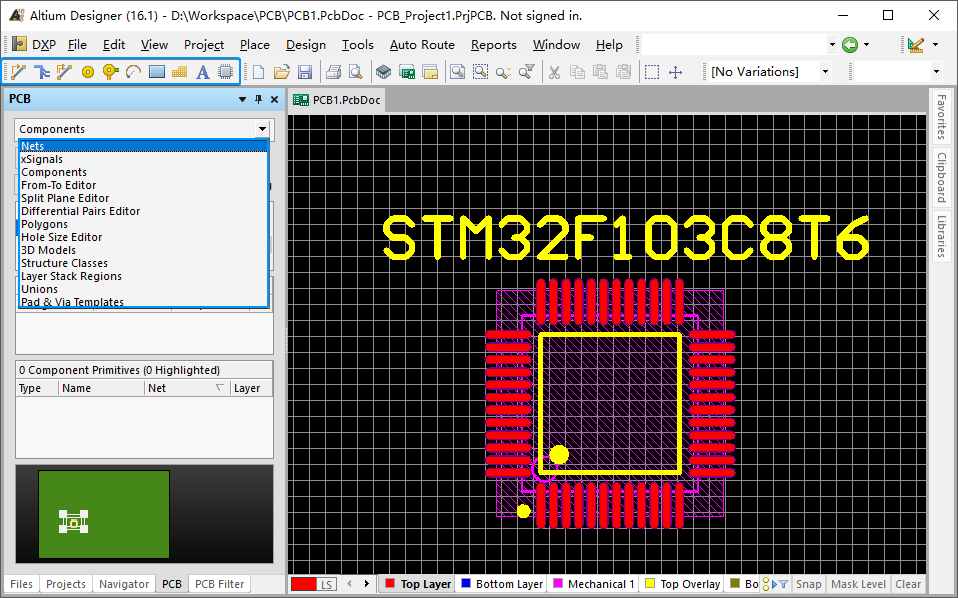 Altium Designer (16.1) - D:\Workspace\PCB\PCB1.PcbDoc - PCB_Project1.PrjPCB. Not signed in.
DXP File Edit View Project Place Design Tools Auto Route Reports Window Help
A [No Variations]
PCB
PCB1.PcbDoc
Favorites
Clipboard
Libraries
Components
Nets
xSignals
Components
From-To Editor
Split Plane Editor
Differential Pairs Editor
Polygons
Hole Size Editor
3D Models
Structure Classes
Layer Stack Regions
Unions
Pad & Via Templates
STM32F103C8T6
0 Component Primitives (0 Highlighted)
Type Name Net Layer
Files Projects Navigator PCB PCB Filter
LS Top Layer Bottom Layer Mechanical 1 Top Overlay Bo Snap Mask Level Clear